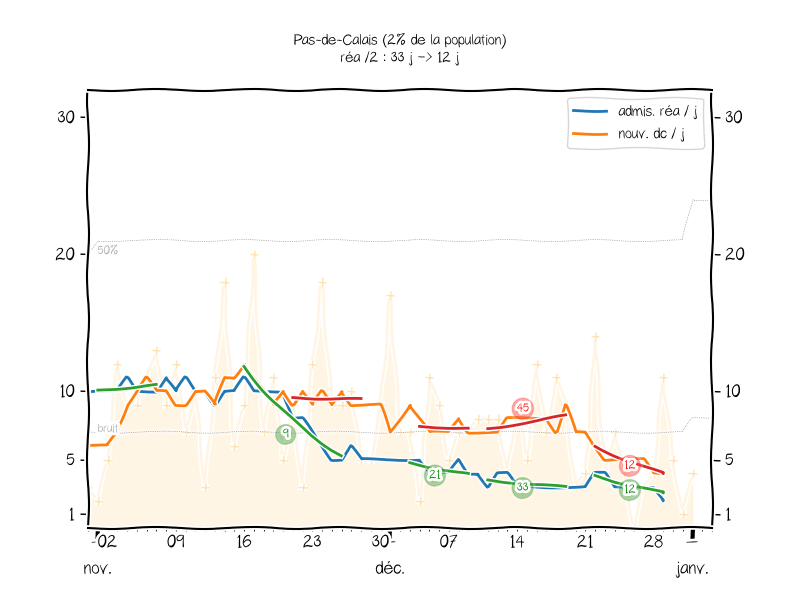 Pas-de-Calais (2% de la population)
réa /2 : 33 j -> 12 j
admis. réa / j
nouv. dc / j
30
30
50%
20
20
10
10
bruit
45
9
5
12
5
21
33
12
1
1
02 09 16 23 30 07 14 21 28
nov. déc. janv.